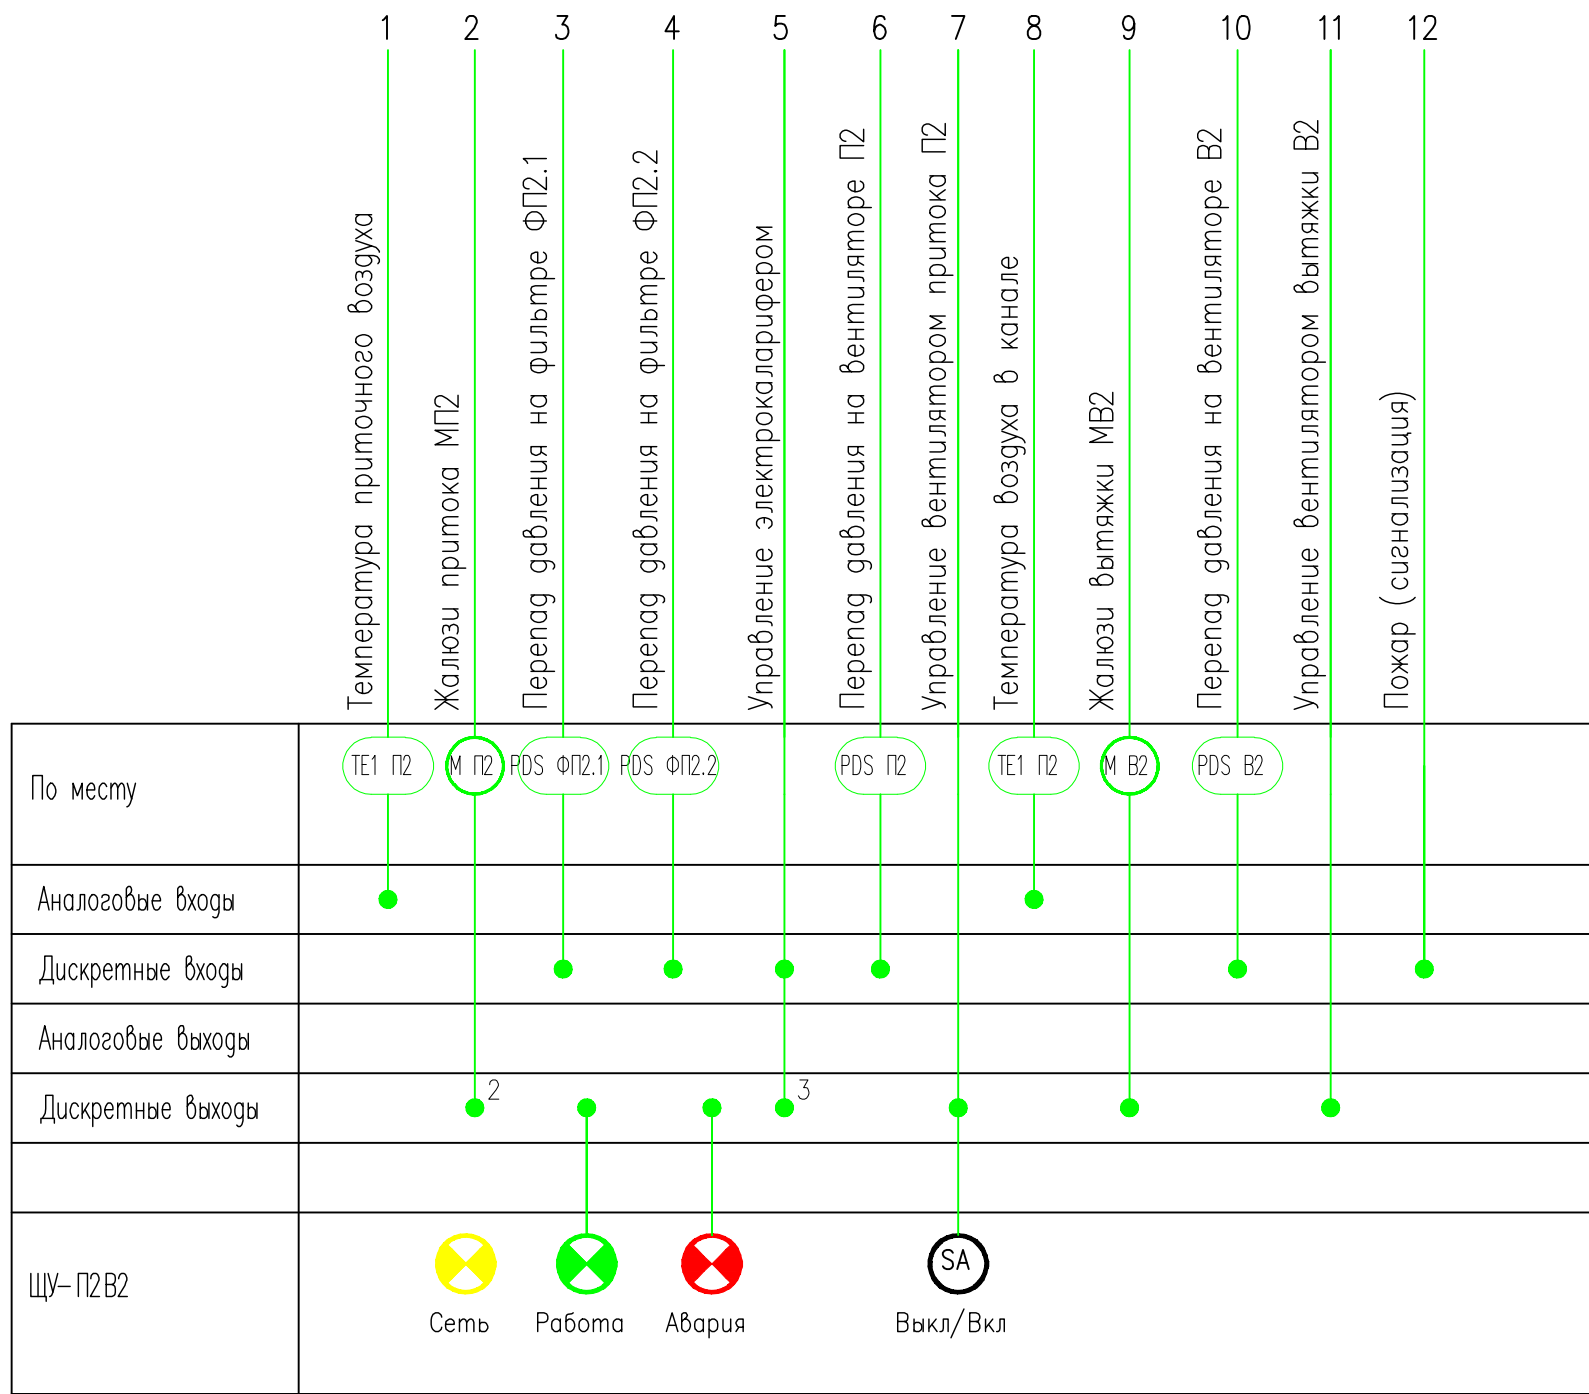 1 2 3 4 5 6 7 8 9 10 11 12
Температура приточного воздуха
Жалюзи притока МП2
Перепад давления на фильтре ФП2.1
Перепад давления на фильтре ФП2.2
Управление электрокаларифером
Перепад давления на вентиляторе П2
Управление вентилятором притока П2
Температура воздуха в канале
Жалюзи вытяжки МВ2
Перепад давления на вентиляторе В2
Управление вентилятором вытяжки В2
Пожар (сигнализация)
По месту
ТЕ1 П2
М П2
PDS ФП2.1
PDS ФП2.2
PDS П2
ТЕ1 П2
М В2
PDS В2
Аналоговые входы
Дискретные входы
Аналоговые выходы
Дискретные выходы
2
3
ЩУ-П2В2
SA
Сеть
Работа
Авария
Выкл/Вкл